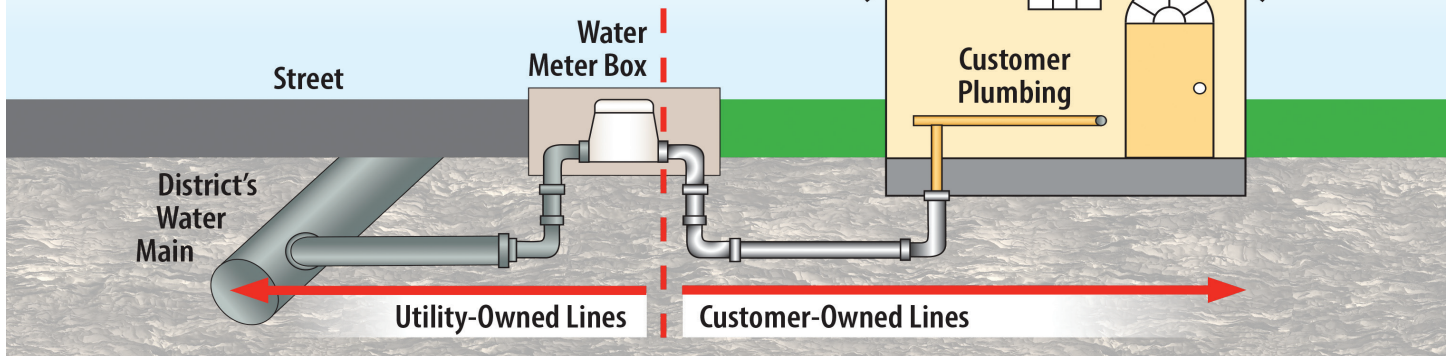 Water
Meter Box
Street
Customer
Plumbing
District's
Water
Main
Utility-Owned Lines
Customer-Owned Lines